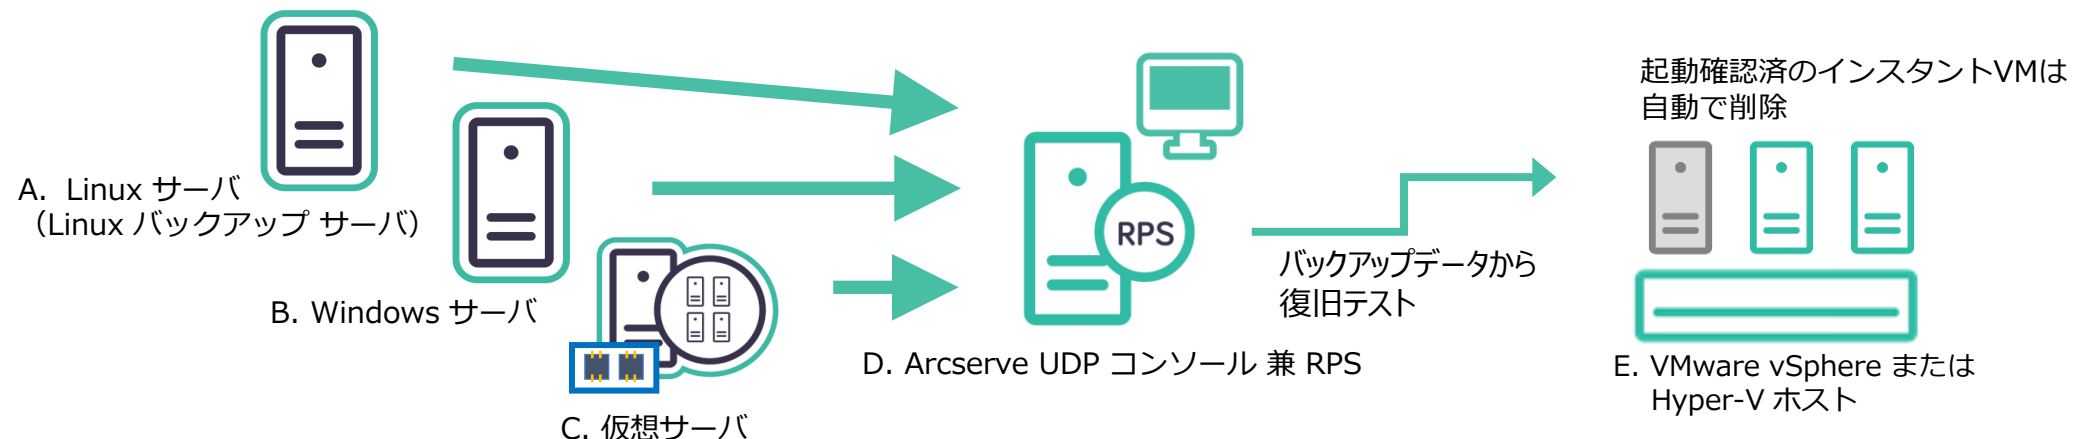 A. Linux サーバ
（Linux バックアップ サーバ）
B. Windows サーバ
C. 仮想サーバ
RPS
D. Arcserve UDP コンソール 兼 RPS
バックアップデータから
復旧テスト
起動確認済のインスタントVMは
自動で削除
E. VMware vSphere または
Hyper-V ホスト